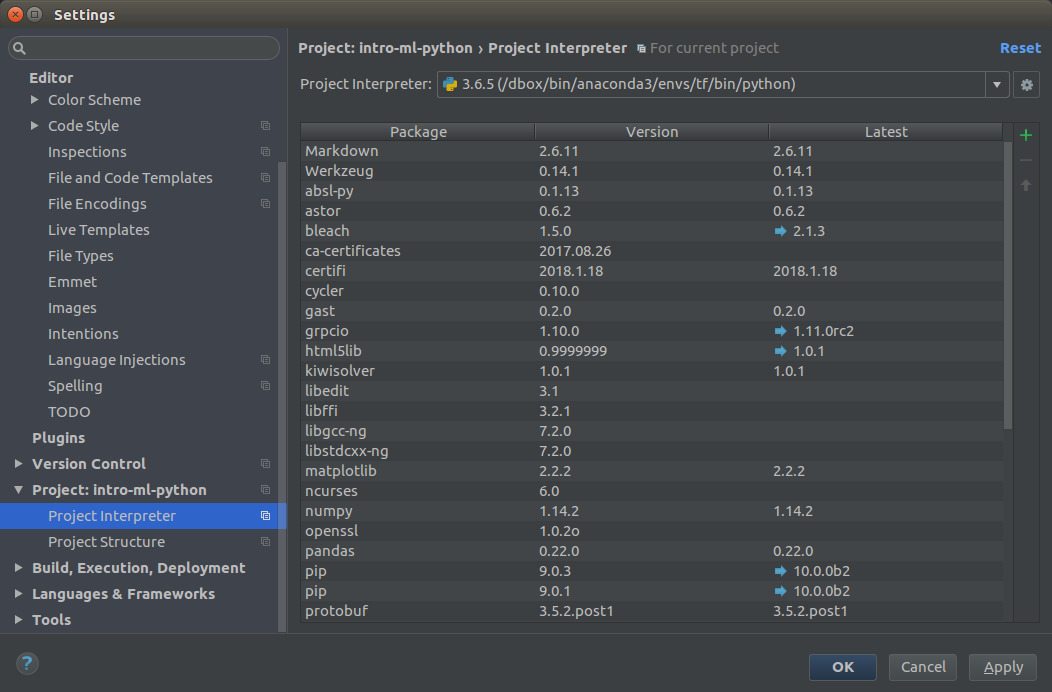 Settings
Editor
Color Scheme
Code Style
Inspections
File and Code Templates
File Encodings
Live Templates
File Types
Emmet
Images
Intentions
Language Injections
Spelling
TODO
Plugins
Version Control
Project: intro-ml-python
Project Interpreter
Project Structure
Build, Execution, Deployment
Languages & Frameworks
Tools
Project: intro-ml-python › Project Interpreter For current project Reset
Project Interpreter: 3.6.5 (/dbox/bin/anaconda3/envs/tf/bin/python)
Package Version Latest
Markdown 2.6.11 2.6.11
Werkzeug 0.14.1 0.14.1
absl-py 0.1.13 0.1.13
astor 0.6.2 0.6.2
bleach 1.5.0 2.1.3
ca-certificates 2017.08.26
certifi 2018.1.18 2018.1.18
cycler 0.10.0
gast 0.2.0 0.2.0
grpcio 1.10.0 1.11.0rc2
html5lib 0.9999999 1.0.1
kiwisolver 1.0.1 1.0.1
libedit 3.1
libffi 3.2.1
libgcc-ng 7.2.0
libstdcxx-ng 7.2.0
matplotlib 2.2.2 2.2.2
ncurses 6.0
numpy 1.14.2 1.14.2
openssl 1.0.2o
pandas 0.22.0 0.22.0
pip 9.0.3 10.0.0b2
pip 9.0.1 10.0.0b2
protobuf 3.5.2.post1 3.5.2.post1
? OK Cancel Apply